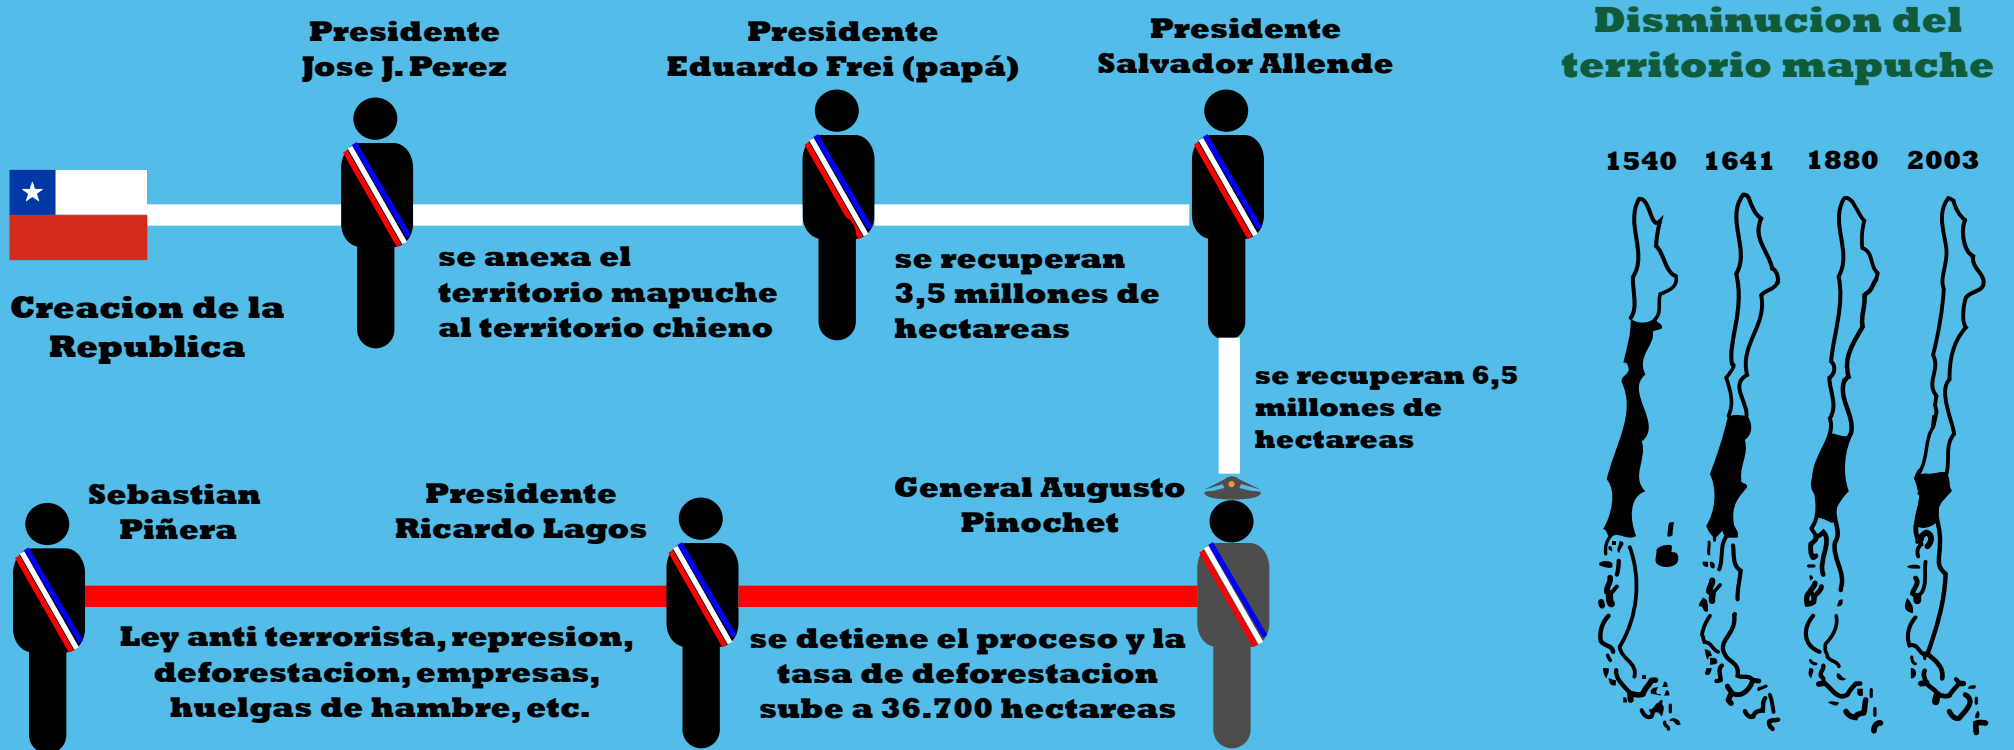 Presidente
Jose J. Perez
Presidente
Eduardo Frei (papá)
Presidente
Salvador Allende
Disminucion del
territorio mapuche
1540 1641 1880 2003
Creacion de la
Republica
se anexa el
territorio mapuche
al territorio chieno
se recuperan
3,5 millones de
hectareas
se recuperan 6,5
millones de
hectareas
Sebastian
Piñera
Presidente
Ricardo Lagos
General Augusto
Pinochet
Ley anti terrorista, represion,
deforestacion, empresas,
huelgas de hambre, etc.
se detiene el proceso y la
tasa de deforestacion
sube a 36.700 hectareas